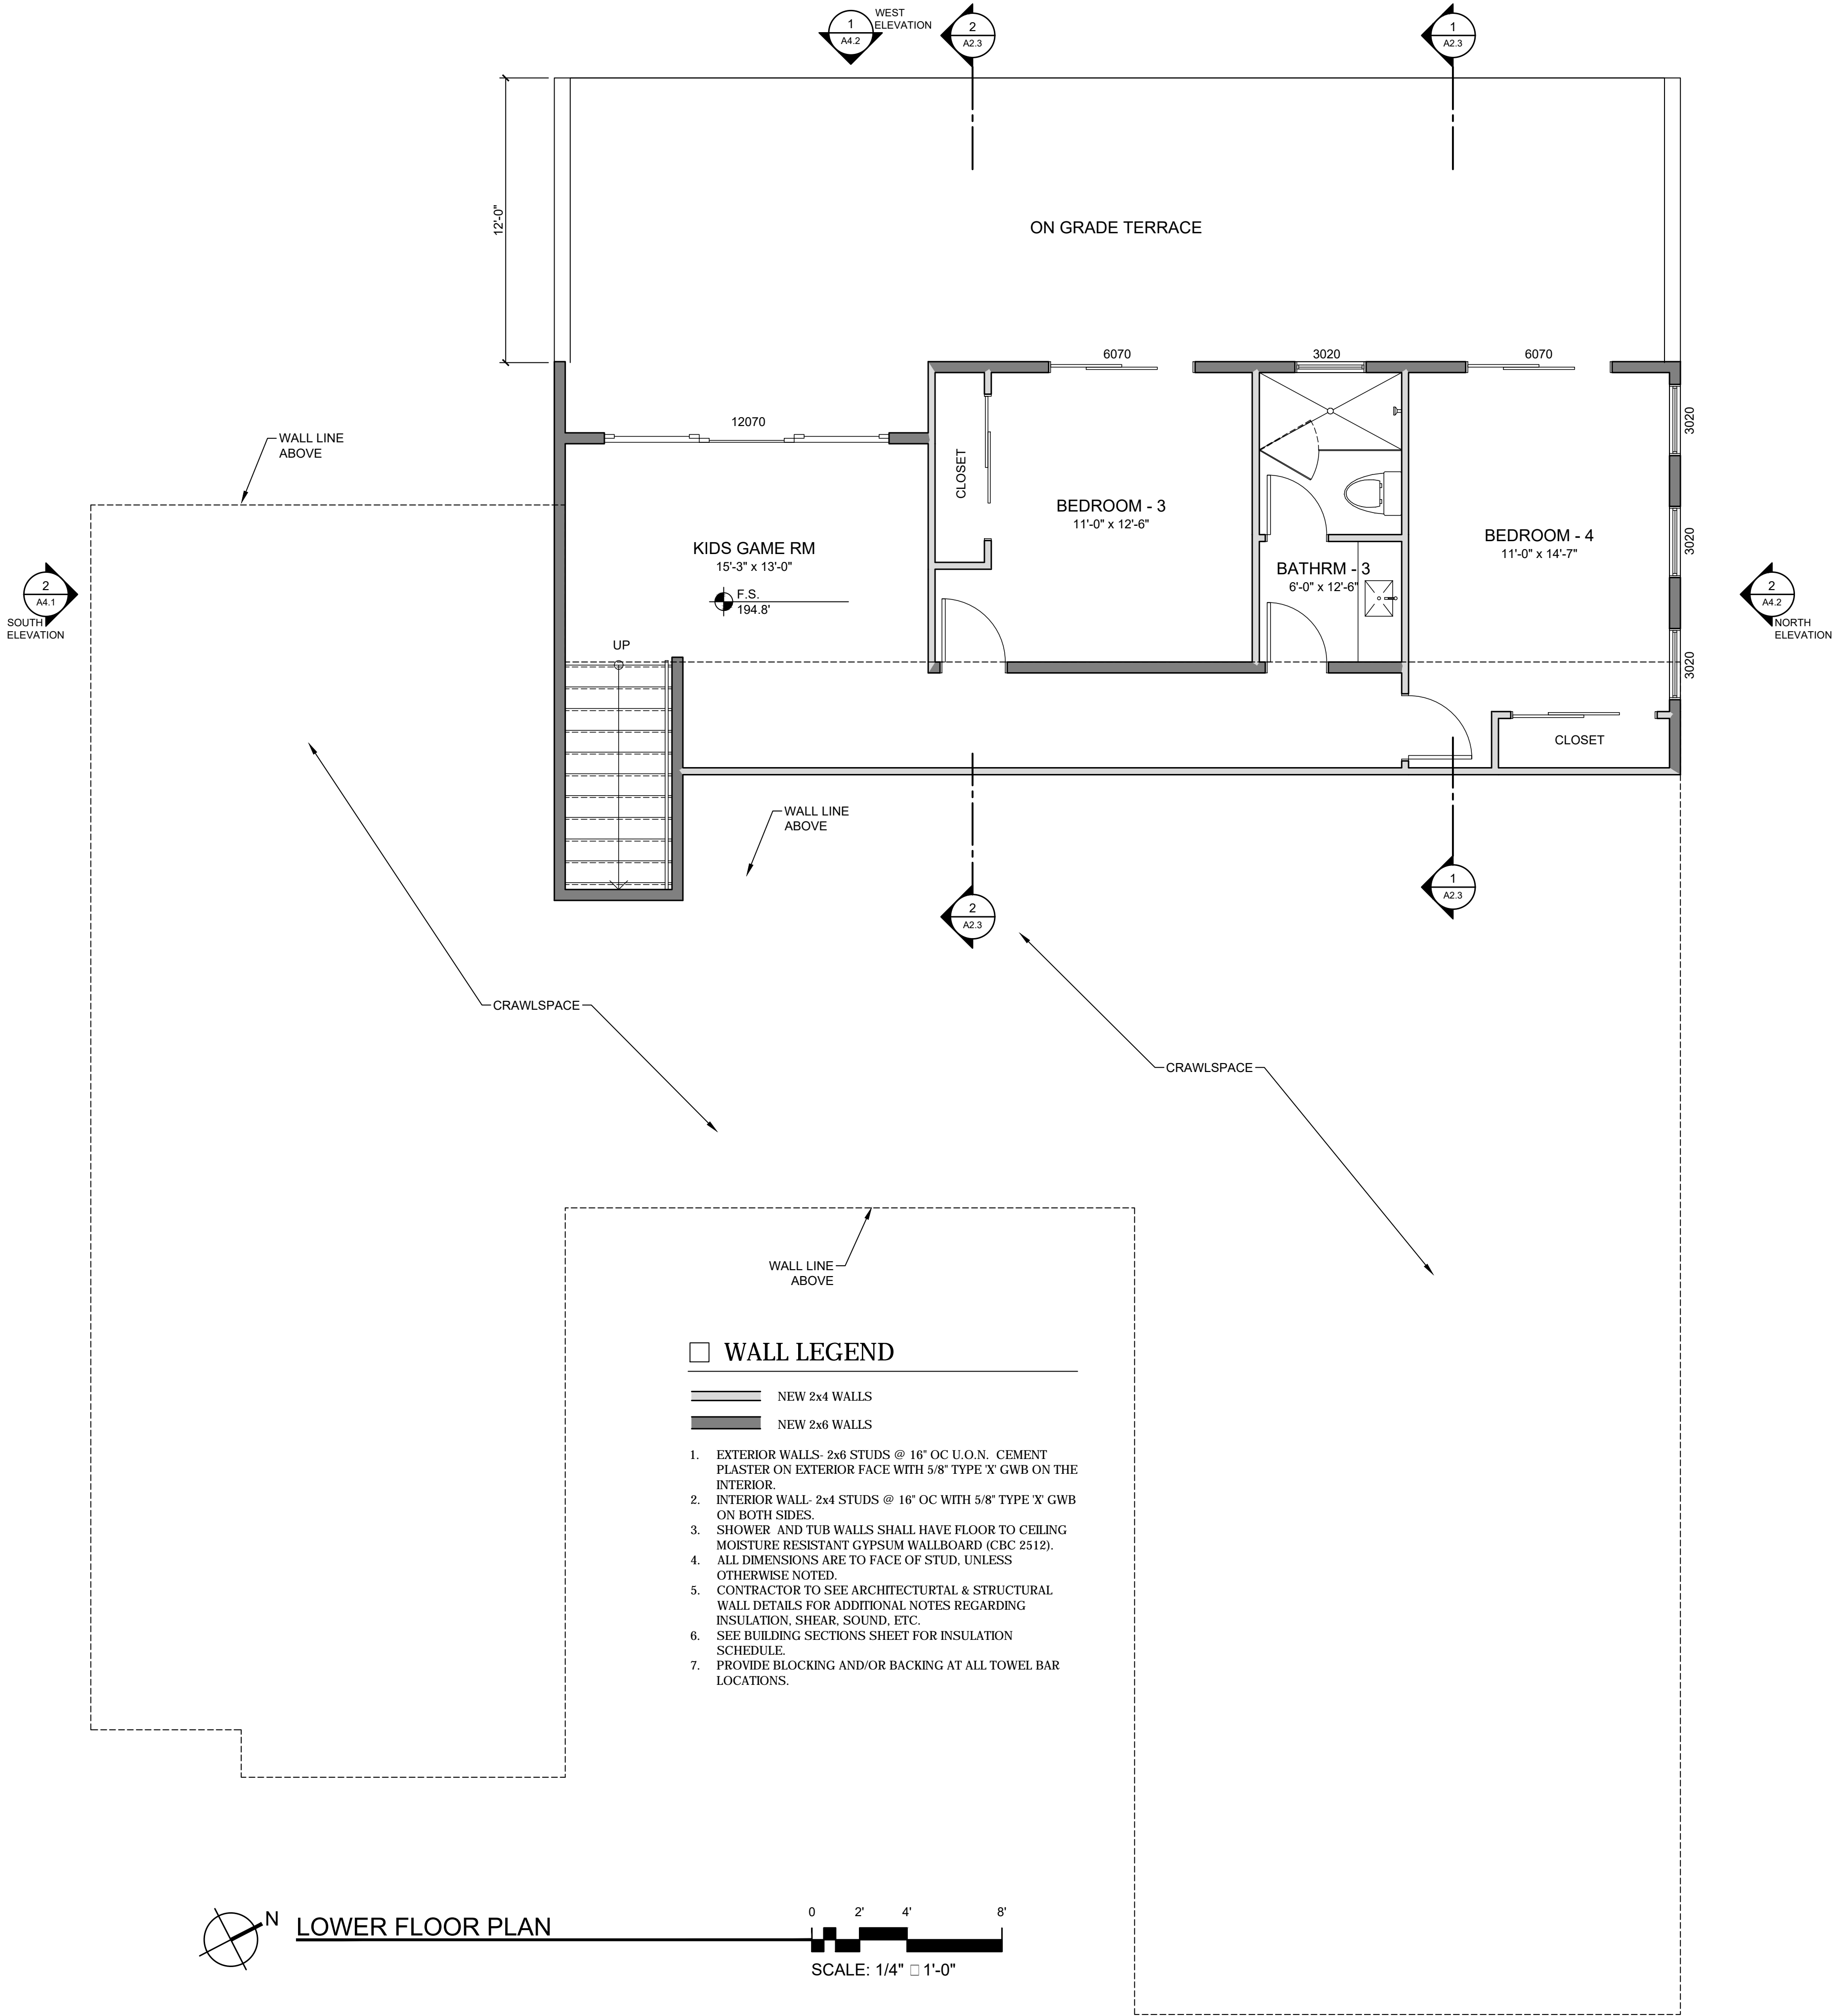 WEST
ELEVATION
1
A4.2
2
A2.3
1
A2.3
12'-0"
ON GRADE TERRACE
6070
3020
6070
12070
3020
WALL LINE
ABOVE
CLOSET
BEDROOM - 3
11'-0" x 12'-6"
BEDROOM - 4
11'-0" x 14'-7"
3020
KIDS GAME RM
15'-3" x 13'-0"
BATHRM - 3
6'-0" x 12'-6"
F.S.
194.8'
2
A4.1
SOUTH
ELEVATION
2
A4.2
NORTH
ELEVATION
UP
3020
CLOSET
WALL LINE
ABOVE
1
A2.3
2
A2.3
CRAWLSPACE
CRAWLSPACE
WALL LINE
ABOVE
WALL LEGEND
NEW 2x4 WALLS
NEW 2x6 WALLS
1. EXTERIOR WALLS- 2x6 STUDS @ 16" OC U.O.N. CEMENT
PLASTER ON EXTERIOR FACE WITH 5/8" TYPE 'X' GWB ON THE
INTERIOR.
2. INTERIOR WALL- 2x4 STUDS @ 16" OC WITH 5/8" TYPE 'X' GWB
ON BOTH SIDES.
3. SHOWER AND TUB WALLS SHALL HAVE FLOOR TO CEILING
MOISTURE RESISTANT GYPSUM WALLBOARD (CBC 2512).
4. ALL DIMENSIONS ARE TO FACE OF STUD, UNLESS
OTHERWISE NOTED.
5. CONTRACTOR TO SEE ARCHITECTURTAL & STRUCTURAL
WALL DETAILS FOR ADDITIONAL NOTES REGARDING
INSULATION, SHEAR, SOUND, ETC.
6. SEE BUILDING SECTIONS SHEET FOR INSULATION
SCHEDULE.
7. PROVIDE BLOCKING AND/OR BACKING AT ALL TOWEL BAR
LOCATIONS.
N
LOWER FLOOR PLAN
0 2' 4' 8'
SCALE: 1/4" □ 1'-0"